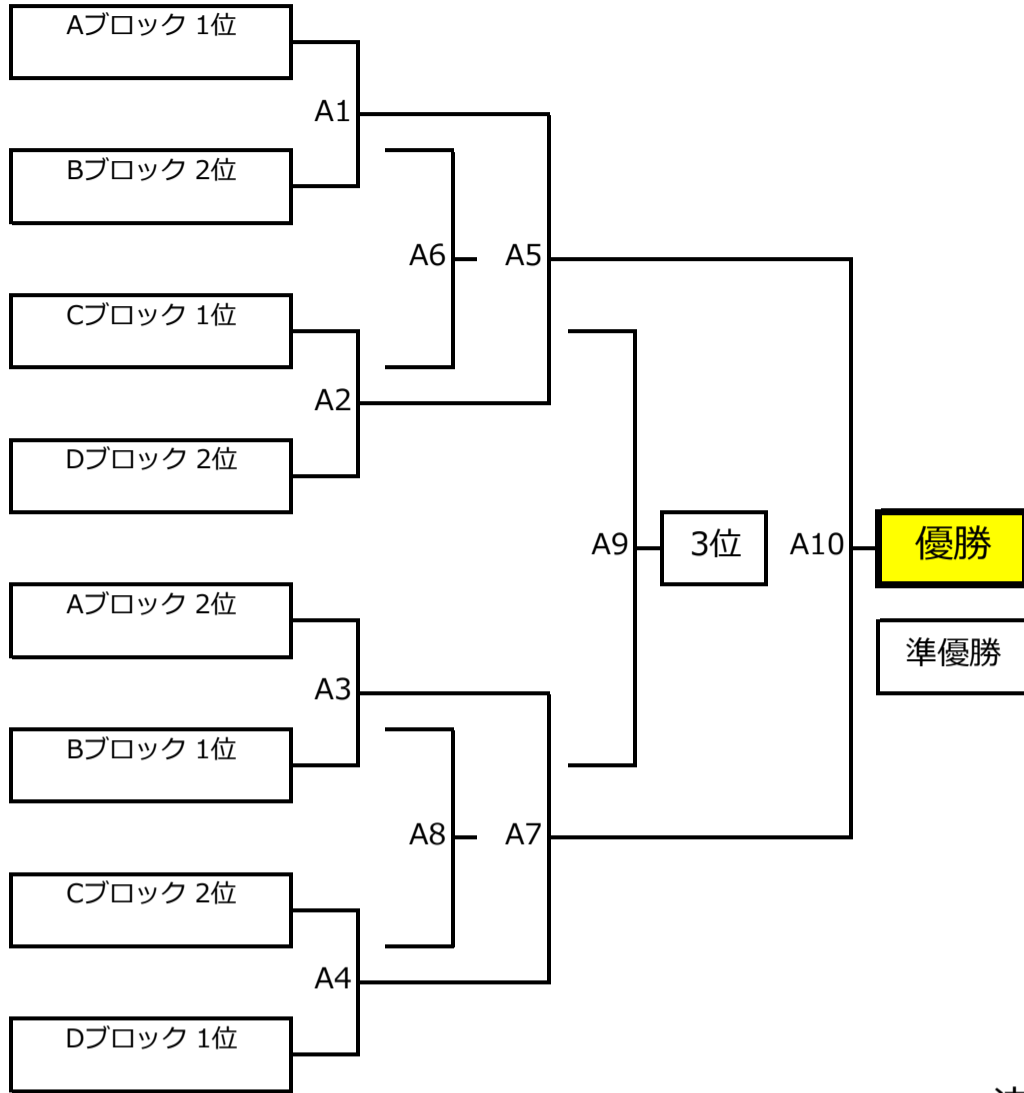 Aブロック 1位
A1
Bブロック 2位
A6
A5
Cブロック 1位
A2
Dブロック 2位
A9
3位
A10
優勝
準優勝
Aブロック 2位
A3
Bブロック 1位
A8
A7
Cブロック 2位
A4
Dブロック 1位